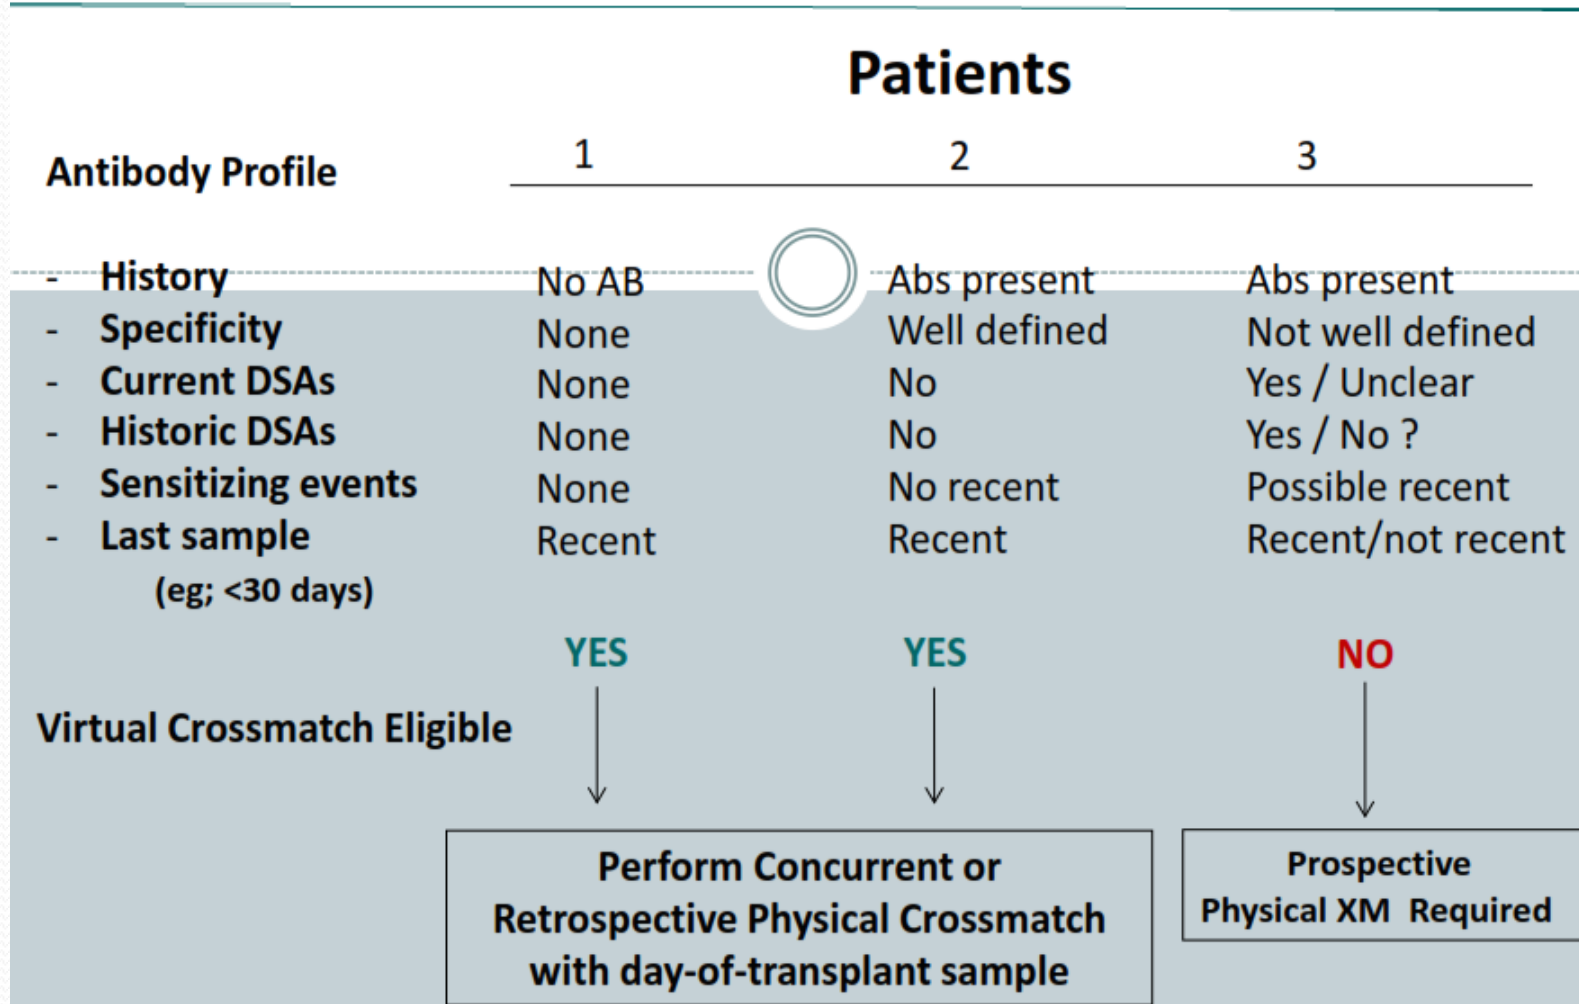 Patients
Antibody Profile 1 2 3
- History No AB Abs present Abs present
- Specificity None Well defined Not well defined
- Current DSAs None No Yes / Unclear
- Historic DSAs None No Yes / No ?
- Sensitizing events None No recent Possible recent
- Last sample Recent Recent Recent/not recent
(eg; <30 days)
YES YES NO
Virtual Crossmatch Eligible
Perform Concurrent or
Retrospective Physical Crossmatch
with day-of-transplant sample
Prospective
Physical XM Required